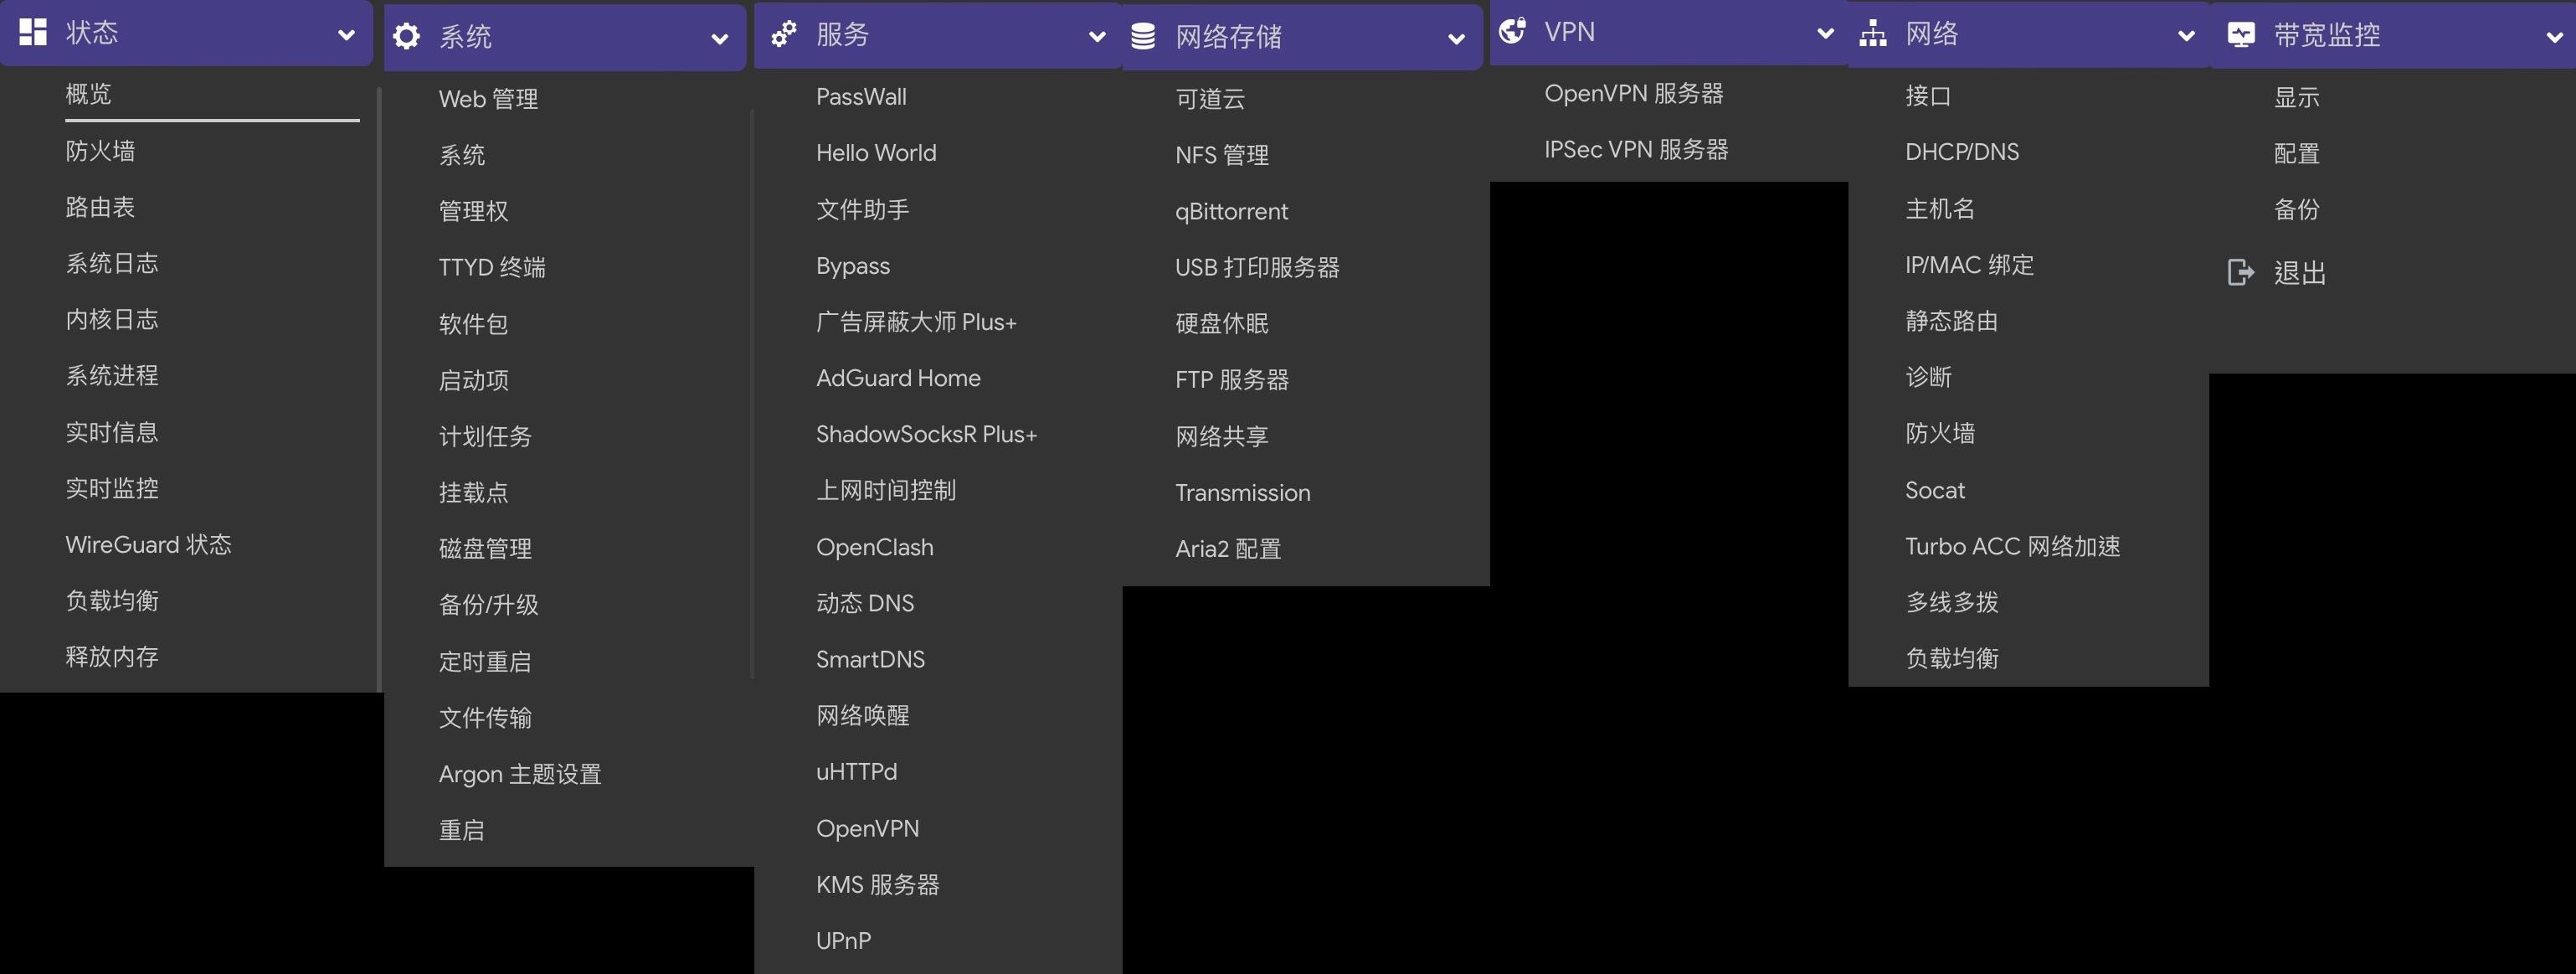 状态
概览
防火墙
路由表
系统日志
内核日志
系统进程
实时信息
实时监控
WireGuard 状态
负载均衡
释放内存
系统
Web 管理
系统
管理权
TTYD 终端
软件包
启动项
计划任务
挂载点
磁盘管理
备份/升级
定时重启
文件传输
Argon 主题设置
重启
服务
PassWall
Hello World
文件助手
Bypass
广告屏蔽大师 Plus+
AdGuard Home
ShadowSocksR Plus+
上网时间控制
OpenClash
动态 DNS
SmartDNS
网络唤醒
uHTTPd
OpenVPN
KMS 服务器
UPnP
网络存储
可道云
NFS 管理
qBittorrent
USB 打印服务器
硬盘休眠
FTP 服务器
网络共享
Transmission
Aria2 配置
VPN
OpenVPN 服务器
IPSec VPN 服务器
网络
接口
DHCP/DNS
主机名
IP/MAC 绑定
静态路由
诊断
防火墙
Socat
Turbo ACC 网络加速
多线多拨
负载均衡
带宽监控
显示
配置
备份
退出